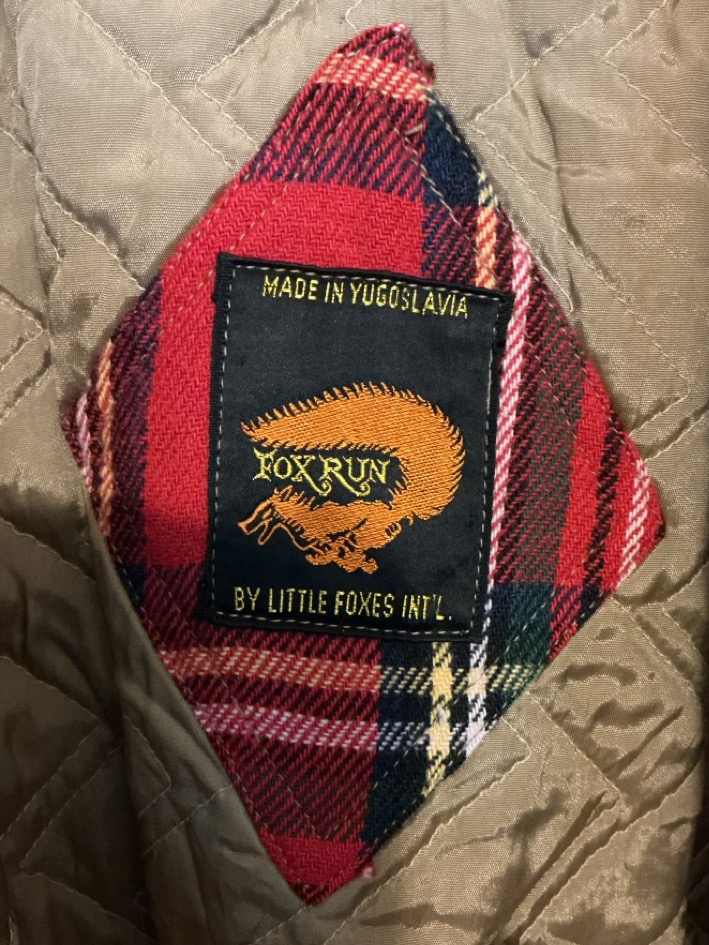 MADE IN YUGOSLAVIA
FOX RUN
BY LITTLE FOXES INT'L.